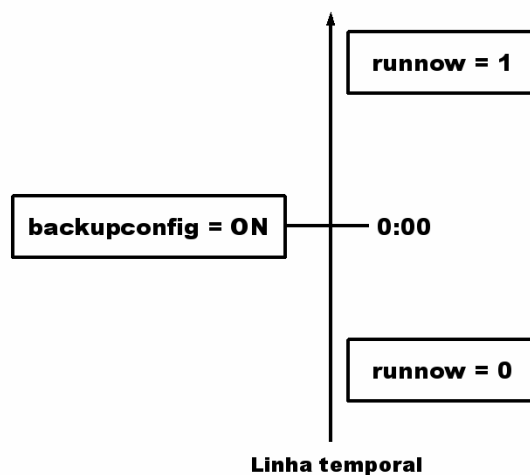 runnow = 1
backupconfig = ON
0:00
runnow = 0
Linha temporal